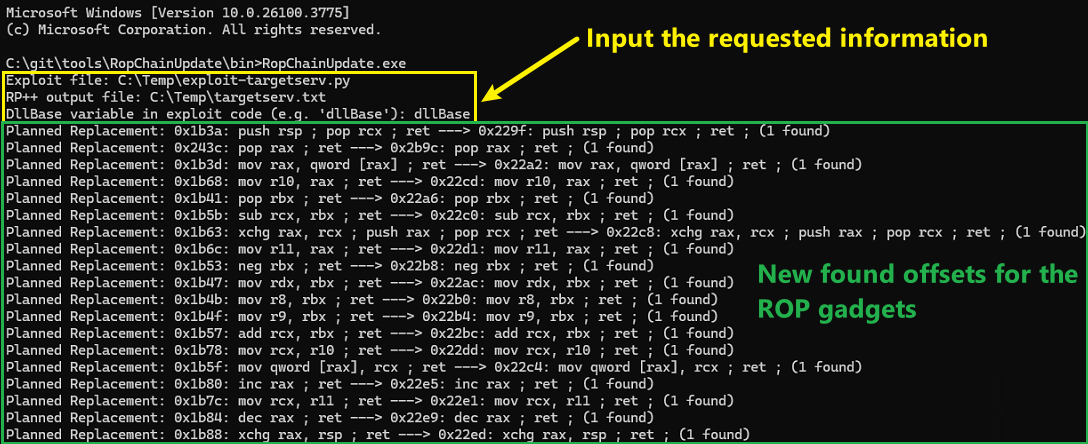 Microsoft Windows [Version 10.0.26100.3775]
(c) Microsoft Corporation. All rights reserved.
Input the requested information
C:\git\tools\RopChainUpdate\bin>RopChainUpdate.exe
Exploit file: C:\Temp\exploit-targetserv.py
RP++ output file: C:\Temp\targetserv.txt
DllBase variable in exploit code (e.g. 'dllBase'): dllBase
Planned Replacement: 0x1b3a: push rsp ; pop rcx ; ret ---> 0x229f: push rsp ; pop rcx ; ret ; (1 found)
Planned Replacement: 0x243c: pop rax ; ret ---> 0x2b9c: pop rax ; ret ; (1 found)
Planned Replacement: 0x1b3d: mov rax, qword [rax] ; ret ---> 0x22a2: mov rax, qword [rax] ; ret ; (1 found)
Planned Replacement: 0x1b68: mov r10, rax ; ret ---> 0x22cd: mov r10, rax ; ret ; (1 found)
Planned Replacement: 0x1b41: pop rbx ; ret ---> 0x22a6: pop rbx ; ret ; (1 found)
Planned Replacement: 0x1b5b: sub rcx, rbx ; ret ---> 0x22c0: sub rcx, rbx ; ret ; (1 found)
Planned Replacement: 0x1b63: xchg rax, rcx ; push rax ; pop rcx ; ret ---> 0x22c8: xchg rax, rcx ; push rax ; pop rcx ; ret ; (1 found)
Planned Replacement: 0x1b6c: mov r11, rax ; ret ---> 0x22d1: mov r11, rax ; ret ; (1 found)
Planned Replacement: 0x1b53: neg rbx ; ret ---> 0x22b8: neg rbx ; ret ; (1 found)
Planned Replacement: 0x1b47: mov rdx, rbx ; ret ---> 0x22ac: mov rdx, rbx ; ret ; (1 found)
Planned Replacement: 0x1b4b: mov r8, rbx ; ret ---> 0x22b0: mov r8, rbx ; ret ; (1 found)
Planned Replacement: 0x1b4f: mov r9, rbx ; ret ---> 0x22b4: mov r9, rbx ; ret ; (1 found)
Planned Replacement: 0x1b57: add rcx, rbx ; ret ---> 0x22bc: add rcx, rbx ; ret ; (1 found)
Planned Replacement: 0x1b78: mov rcx, r10 ; ret ---> 0x22dd: mov rcx, r10 ; ret ; (1 found)
Planned Replacement: 0x1b5f: mov qword [rax], rcx ; ret ---> 0x22c4: mov qword [rax], rcx ; ret ; (1 found)
Planned Replacement: 0x1b80: inc rax ; ret ---> 0x22e5: inc rax ; ret ; (1 found)
Planned Replacement: 0x1b7c: mov rcx, r11 ; ret ---> 0x22e1: mov rcx, r11 ; ret ; (1 found)
Planned Replacement: 0x1b84: dec rax ; ret ---> 0x22e9: dec rax ; ret ; (1 found)
Planned Replacement: 0x1b88: xchg rax, rsp ; ret ---> 0x22ed: xchg rax, rsp ; ret ; (1 found)
New found offsets for the
ROP gadgets